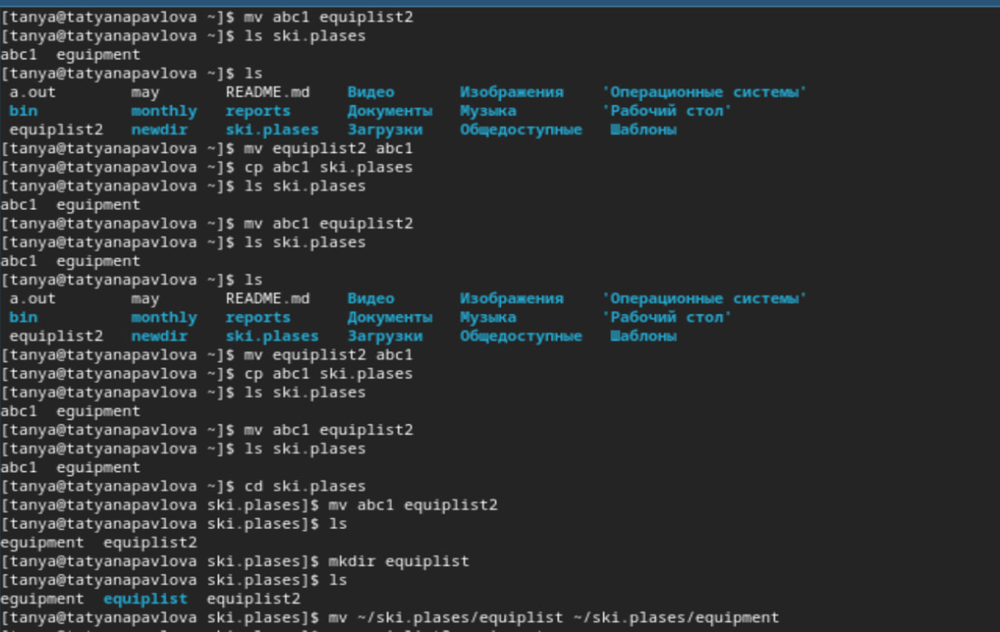 [tanya@tatyanapavlova ~]$ mv abc1 equiplist2
[tanya@tatyanapavlova ~]$ ls ski.plases
abc1  eguipment
[tanya@tatyanapavlova ~]$ ls
a.out  may  README.md  Видео  Изображения  'Операционные системы'
bin  monthly  reports  Документы  Музыка  'Рабочий стол'
equiplist2  newdir  ski.plases  Загрузки  Общедоступные  Шаблоны
[tanya@tatyanapavlova ~]$ mv equiplist2 abc1
[tanya@tatyanapavlova ~]$ cp abc1 ski.plases
[tanya@tatyanapavlova ~]$ ls ski.plases
abc1  eguipment
[tanya@tatyanapavlova ~]$ mv abc1 equiplist2
[tanya@tatyanapavlova ~]$ ls ski.plases
abc1  eguipment
[tanya@tatyanapavlova ~]$ ls
a.out  may  README.md  Видео  Изображения  'Операционные системы'
bin  monthly  reports  Документы  Музыка  'Рабочий стол'
equiplist2  newdir  ski.plases  Загрузки  Общедоступные  Шаблоны
[tanya@tatyanapavlova ~]$ mv equiplist2 abc1
[tanya@tatyanapavlova ~]$ cp abc1 ski.plases
[tanya@tatyanapavlova ~]$ ls ski.plases
abc1  eguipment
[tanya@tatyanapavlova ~]$ mv abc1 equiplist2
[tanya@tatyanapavlova ~]$ ls ski.plases
abc1  eguipment
[tanya@tatyanapavlova ~]$ cd ski.plases
[tanya@tatyanapavlova ski.plases]$ mv abc1 equiplist2
[tanya@tatyanapavlova ski.plases]$ ls
eguipment  equiplist2
[tanya@tatyanapavlova ski.plases]$ mkdir equiplist
[tanya@tatyanapavlova ski.plases]$ ls
eguipment  equiplist  equiplist2
[tanya@tatyanapavlova ski.plases]$ mv ~/ski.plases/equiplist ~/ski.plases/equipment